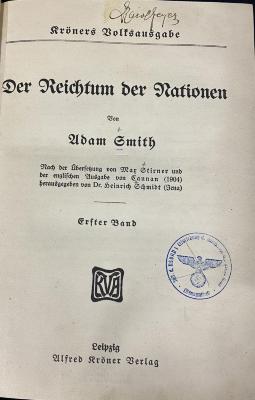 Kröners Volksausgabe
Der Reichtum der Nationen
Von
Adam Smith
Nach der Übersetzung von Max Stirner und
der englischen Ausgabe von Cannan (1904)
herausgegeben von Dr. Heinrich Schmidt (Jena)
Erster Band
KVA
Leipzig
Alfred Kröner Verlag